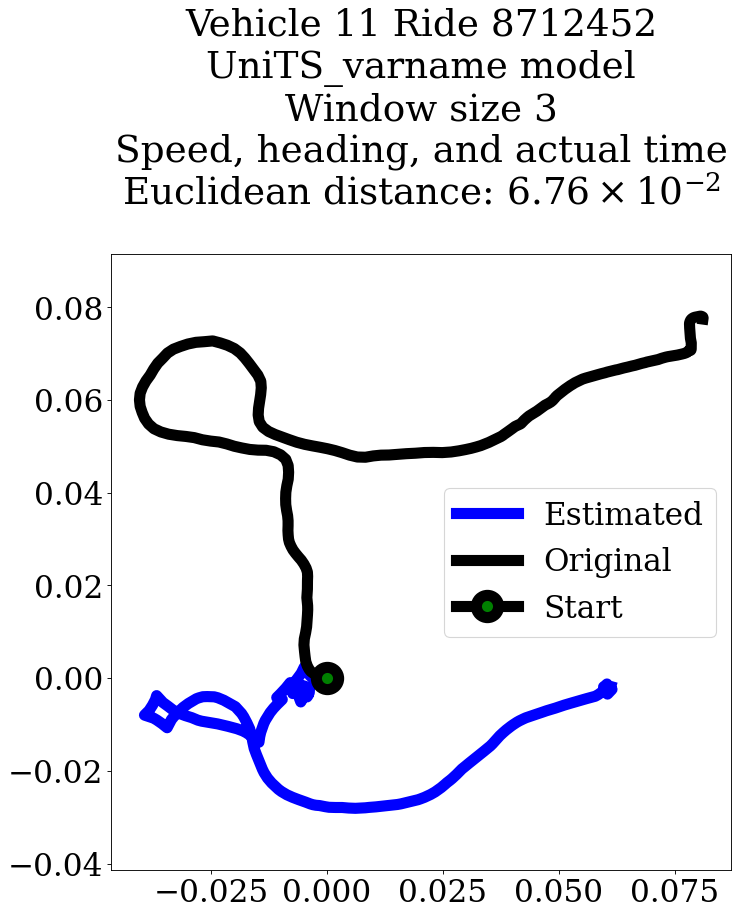 Vehicle 11 Ride 8712452
UniTS_varname model
Window size 3
Speed, heading, and actual time
Euclidean distance: 6.76 × 10⁻²
0.08
0.06
0.04
0.02
0.00
−0.02
−0.04
Estimated
Original
Start
−0.025 0.000 0.025 0.050 0.075